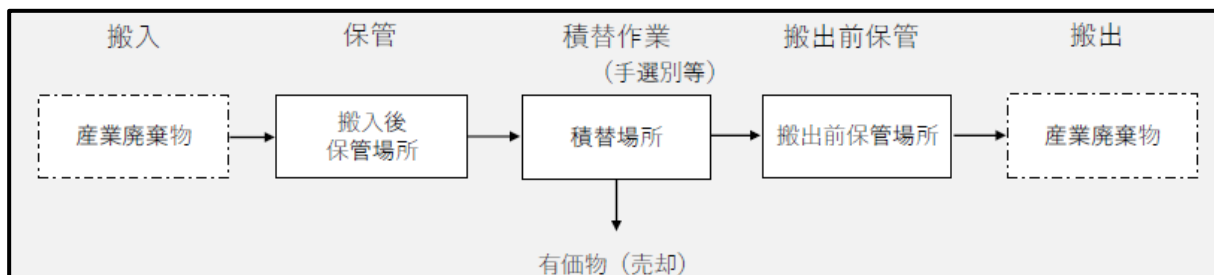 搬入
保管
積替作業
(手選別等)
搬出前保管
搬出
産業廃棄物
搬入後
保管場所
積替場所
搬出前保管場所
産業廃棄物
有価物（売却）